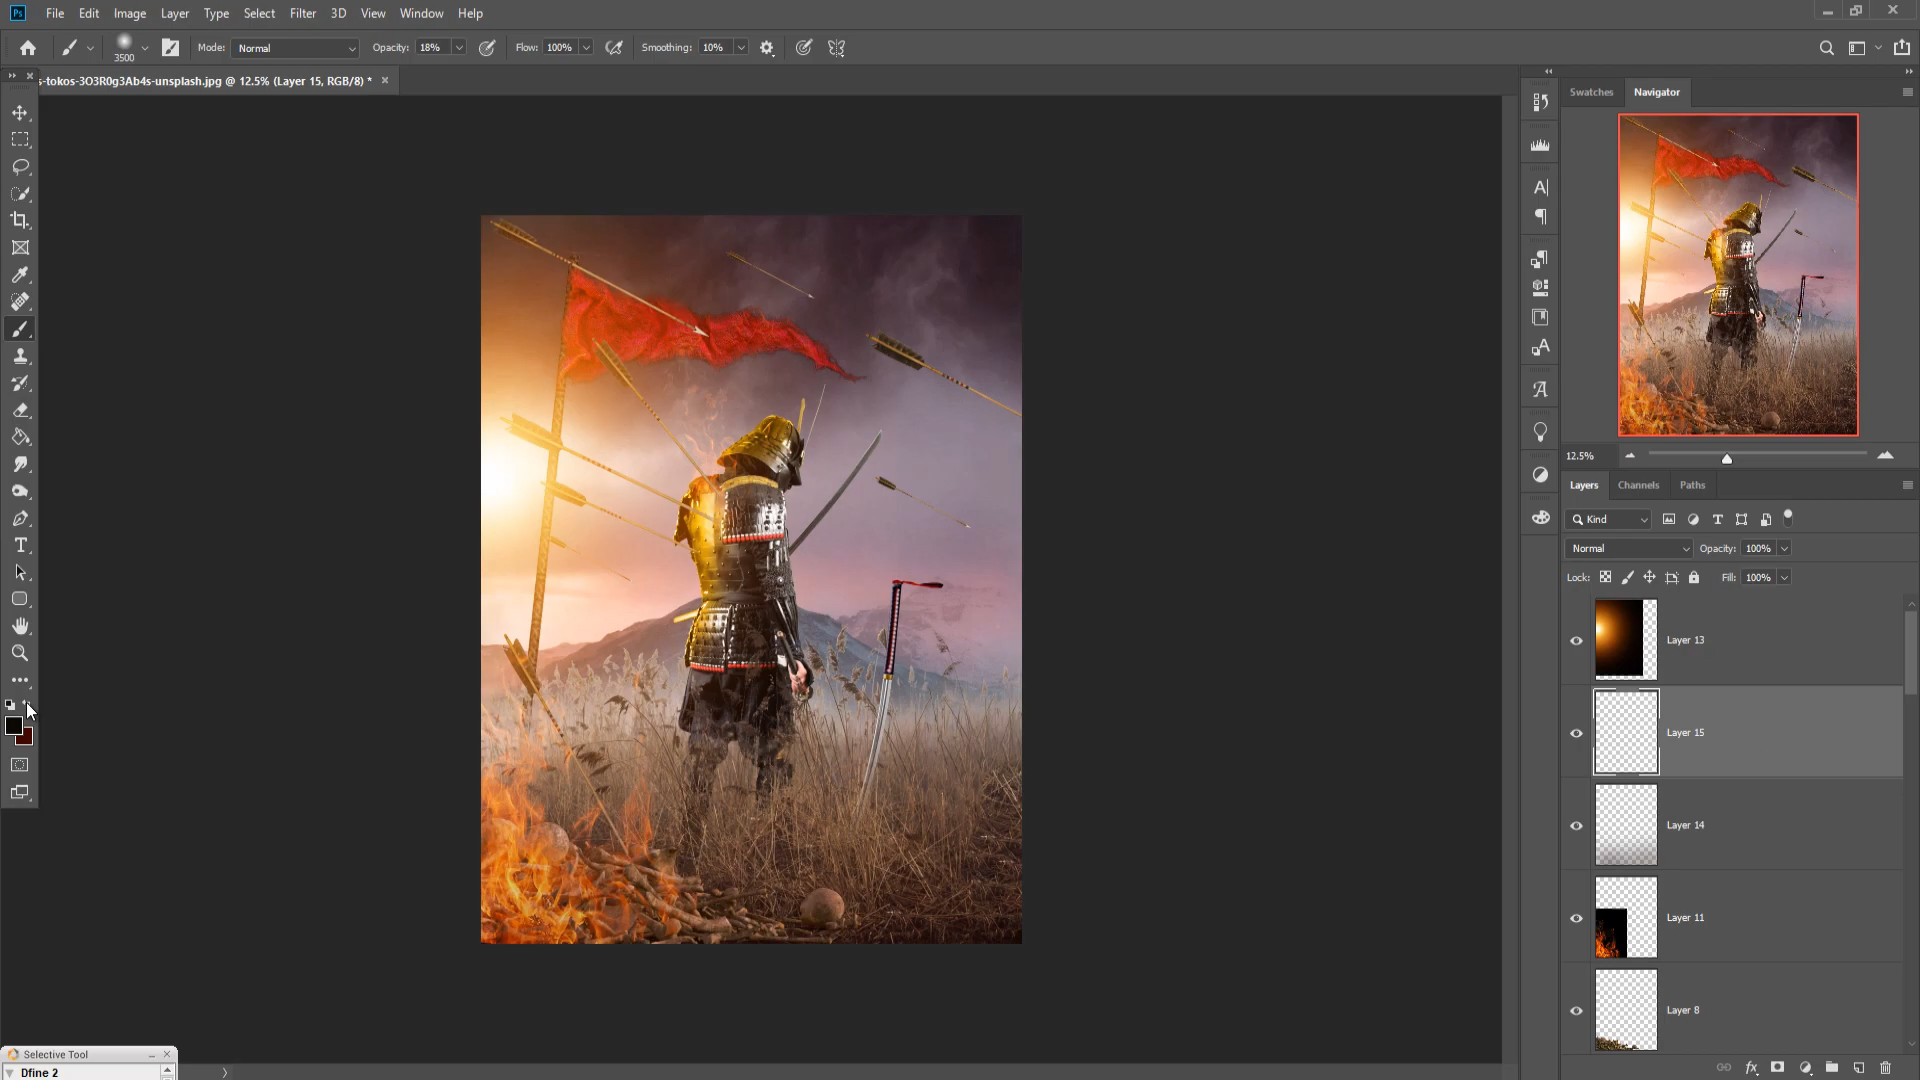 Ps File Edit Image Layer Type Select Filter 3D View Window Help
3500 Mode: Normal Opacity: 18% Flow: 100% Smoothing: 10%
s-tokos-3O3R0g3Ab4s-unsplash.jpg @ 12.5% (Layer 15, RGB/8) *
Swatches Navigator
12.5%
Layers Channels Paths
Kind
Normal Opacity: 100%
Lock: Fill: 100%
Layer 13
Layer 15
Layer 14
Layer 11
Layer 8
Selective Tool
Dfine 2